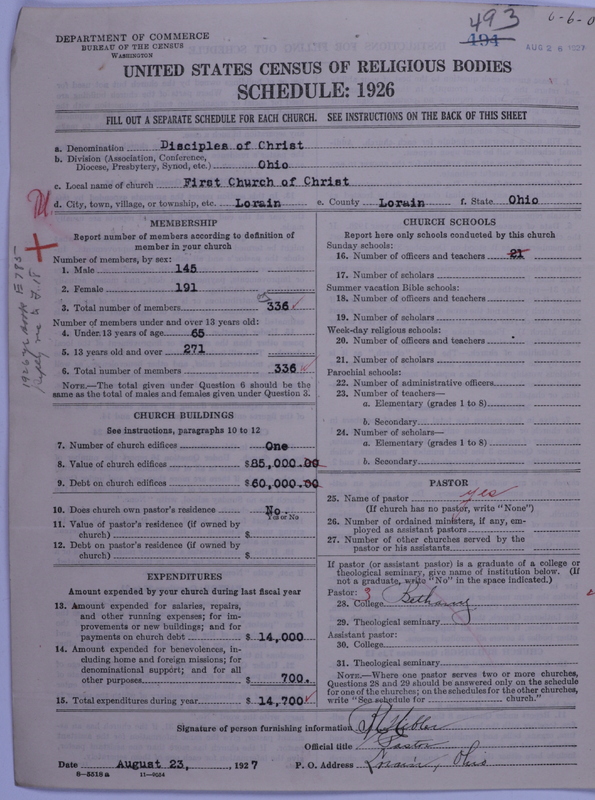 493
494
AUG 26 1927
DEPARTMENT OF COMMERCE
BUREAU OF THE CENSUS
WASHINGTON
UNITED STATES CENSUS OF RELIGIOUS BODIES
SCHEDULE: 1926
FILL OUT A SEPARATE SCHEDULE FOR EACH CHURCH. SEE INSTRUCTIONS ON THE BACK OF THIS SHEET
a. Denomination Disciples of Christ
b. Division (Association, Conference,
Diocese, Presbytery, Synod, etc.) Ohio
c. Local name of church First Church of Christ
d. City, town, village, or township, etc. Lorain e. County Lorain f. State Ohio
MEMBERSHIP
Report number of members according to definition of
member in your church
Number of members, by sex:
1. Male 145
2. Female 191
3. Total number of members 336
Number of members under and over 13 years old:
4. Under 13 years of age 65
5. 13 years old and over 271
6. Total number of members 336
NOTE.—The total given under Question 6 should be
same as the total of males and females given under Question 3.
CHURCH BUILDINGS
See instructions, paragraphs 10 to 12
7. Number of church edifices One
8. Value of church edifices $85,000.00
9. Debt on church edifices $60,000.00
10. Does church own pastor's residence No.
Yes or No
11. Value of pastor's residence (if owned by
church) $
12. Debt on pastor's residence (if owned by
church) $
EXPENDITURES
Amount expended by your church during last fiscal year
13. Amount expended for salaries, repairs,
and other running expenses; for im-
provements or new buildings; and for
payments on church debt $ 14,000
14. Amount expended for benevolences, in-
cluding home and foreign missions; for
denominational support; and for all
other purposes $ 700.
15. Total expenditures during year $ 14,700
CHURCH SCHOOLS
Report here only schools conducted by this church
Sunday schools:
16. Number of officers and teachers 21
17. Number of scholars
Summer vacation Bible schools:
18. Number of officers and teachers
19. Number of scholars
Week-day religious schools:
20. Number of officers and teachers
21. Number of scholars
Parochial schools:
22. Number of administrative officers
23. Number of teachers—
a. Elementary (grades 1 to 8)
b. Secondary
24. Number of scholars—
a. Elementary (grades 1 to 8)
b. Secondary
PASTOR
25. Name of pastor yes
(If church has no pastor, write "None")
26. Number of ordained ministers, if any, em-
ployed as assistant pastors
27. Number of other churches served by the
pastor or his assistants
If pastor (or assistant pastor) is a graduate of a college or
theological seminary, give name of institution below. (If
not a graduate, write "No" in the space indicated.)
Pastor: 3
28. College Bethany
29. Theological seminary
Assistant pastor:
30. College
31. Theological seminary
NOTE.—Where one pastor serves two or more churches,
Questions 28 and 29 should be answered only on the schedule
for one of the churches; on the schedules for the other churches,
write "See schedule for church."
Signature of person furnishing information
Official title Pastor
Date August 23, 1927 P. O. Address Lorain, Ohio
8-5518a 11-9054